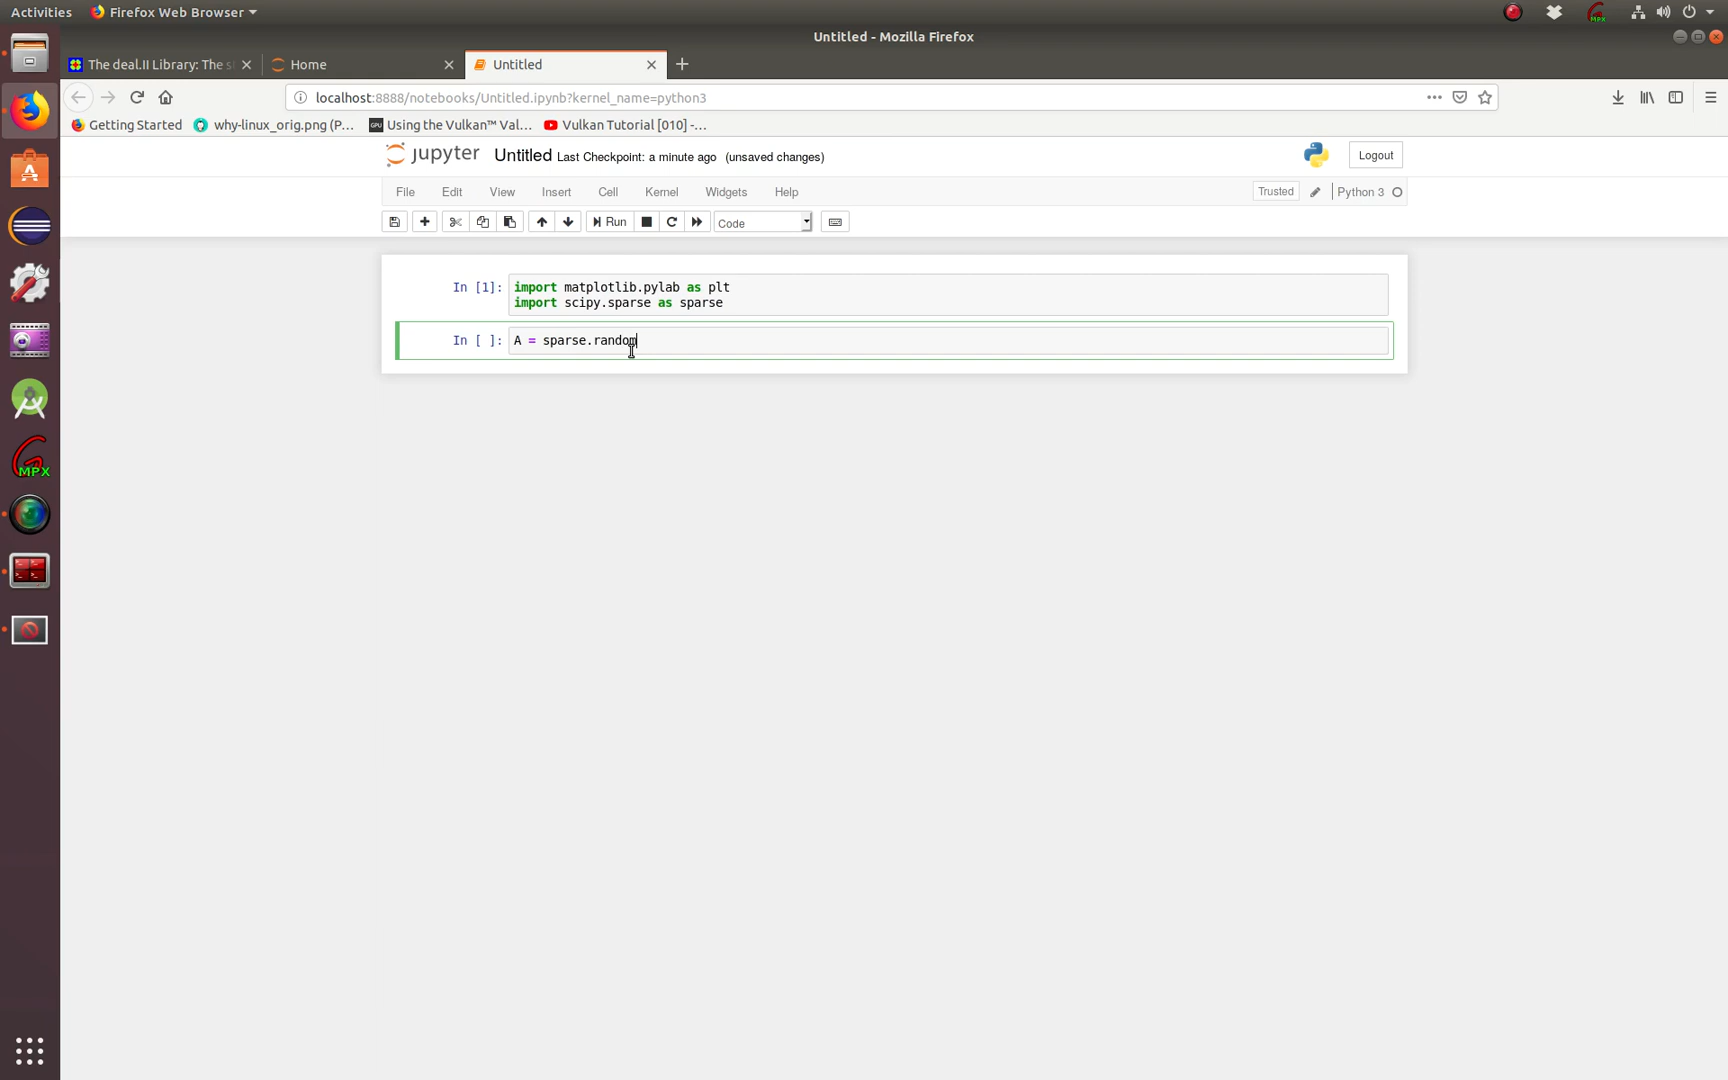 Activities Firefox Web Browser
Untitled - Mozilla Firefox
The deal.II Library: The s
Home
Untitled
localhost:8888/notebooks/Untitled.ipynb?kernel_name=python3
Getting Started why-linux_orig.png (P... Using the Vulkan™ Val... Vulkan Tutorial [010] -...
jupyter Untitled Last Checkpoint: a minute ago (unsaved changes) Logout
File Edit View Insert Cell Kernel Widgets Help Trusted Python 3
Run Code
In [1]: import matplotlib.pylab as plt
import scipy.sparse as sparse
In [ ]: A = sparse.random
MPX
MPX